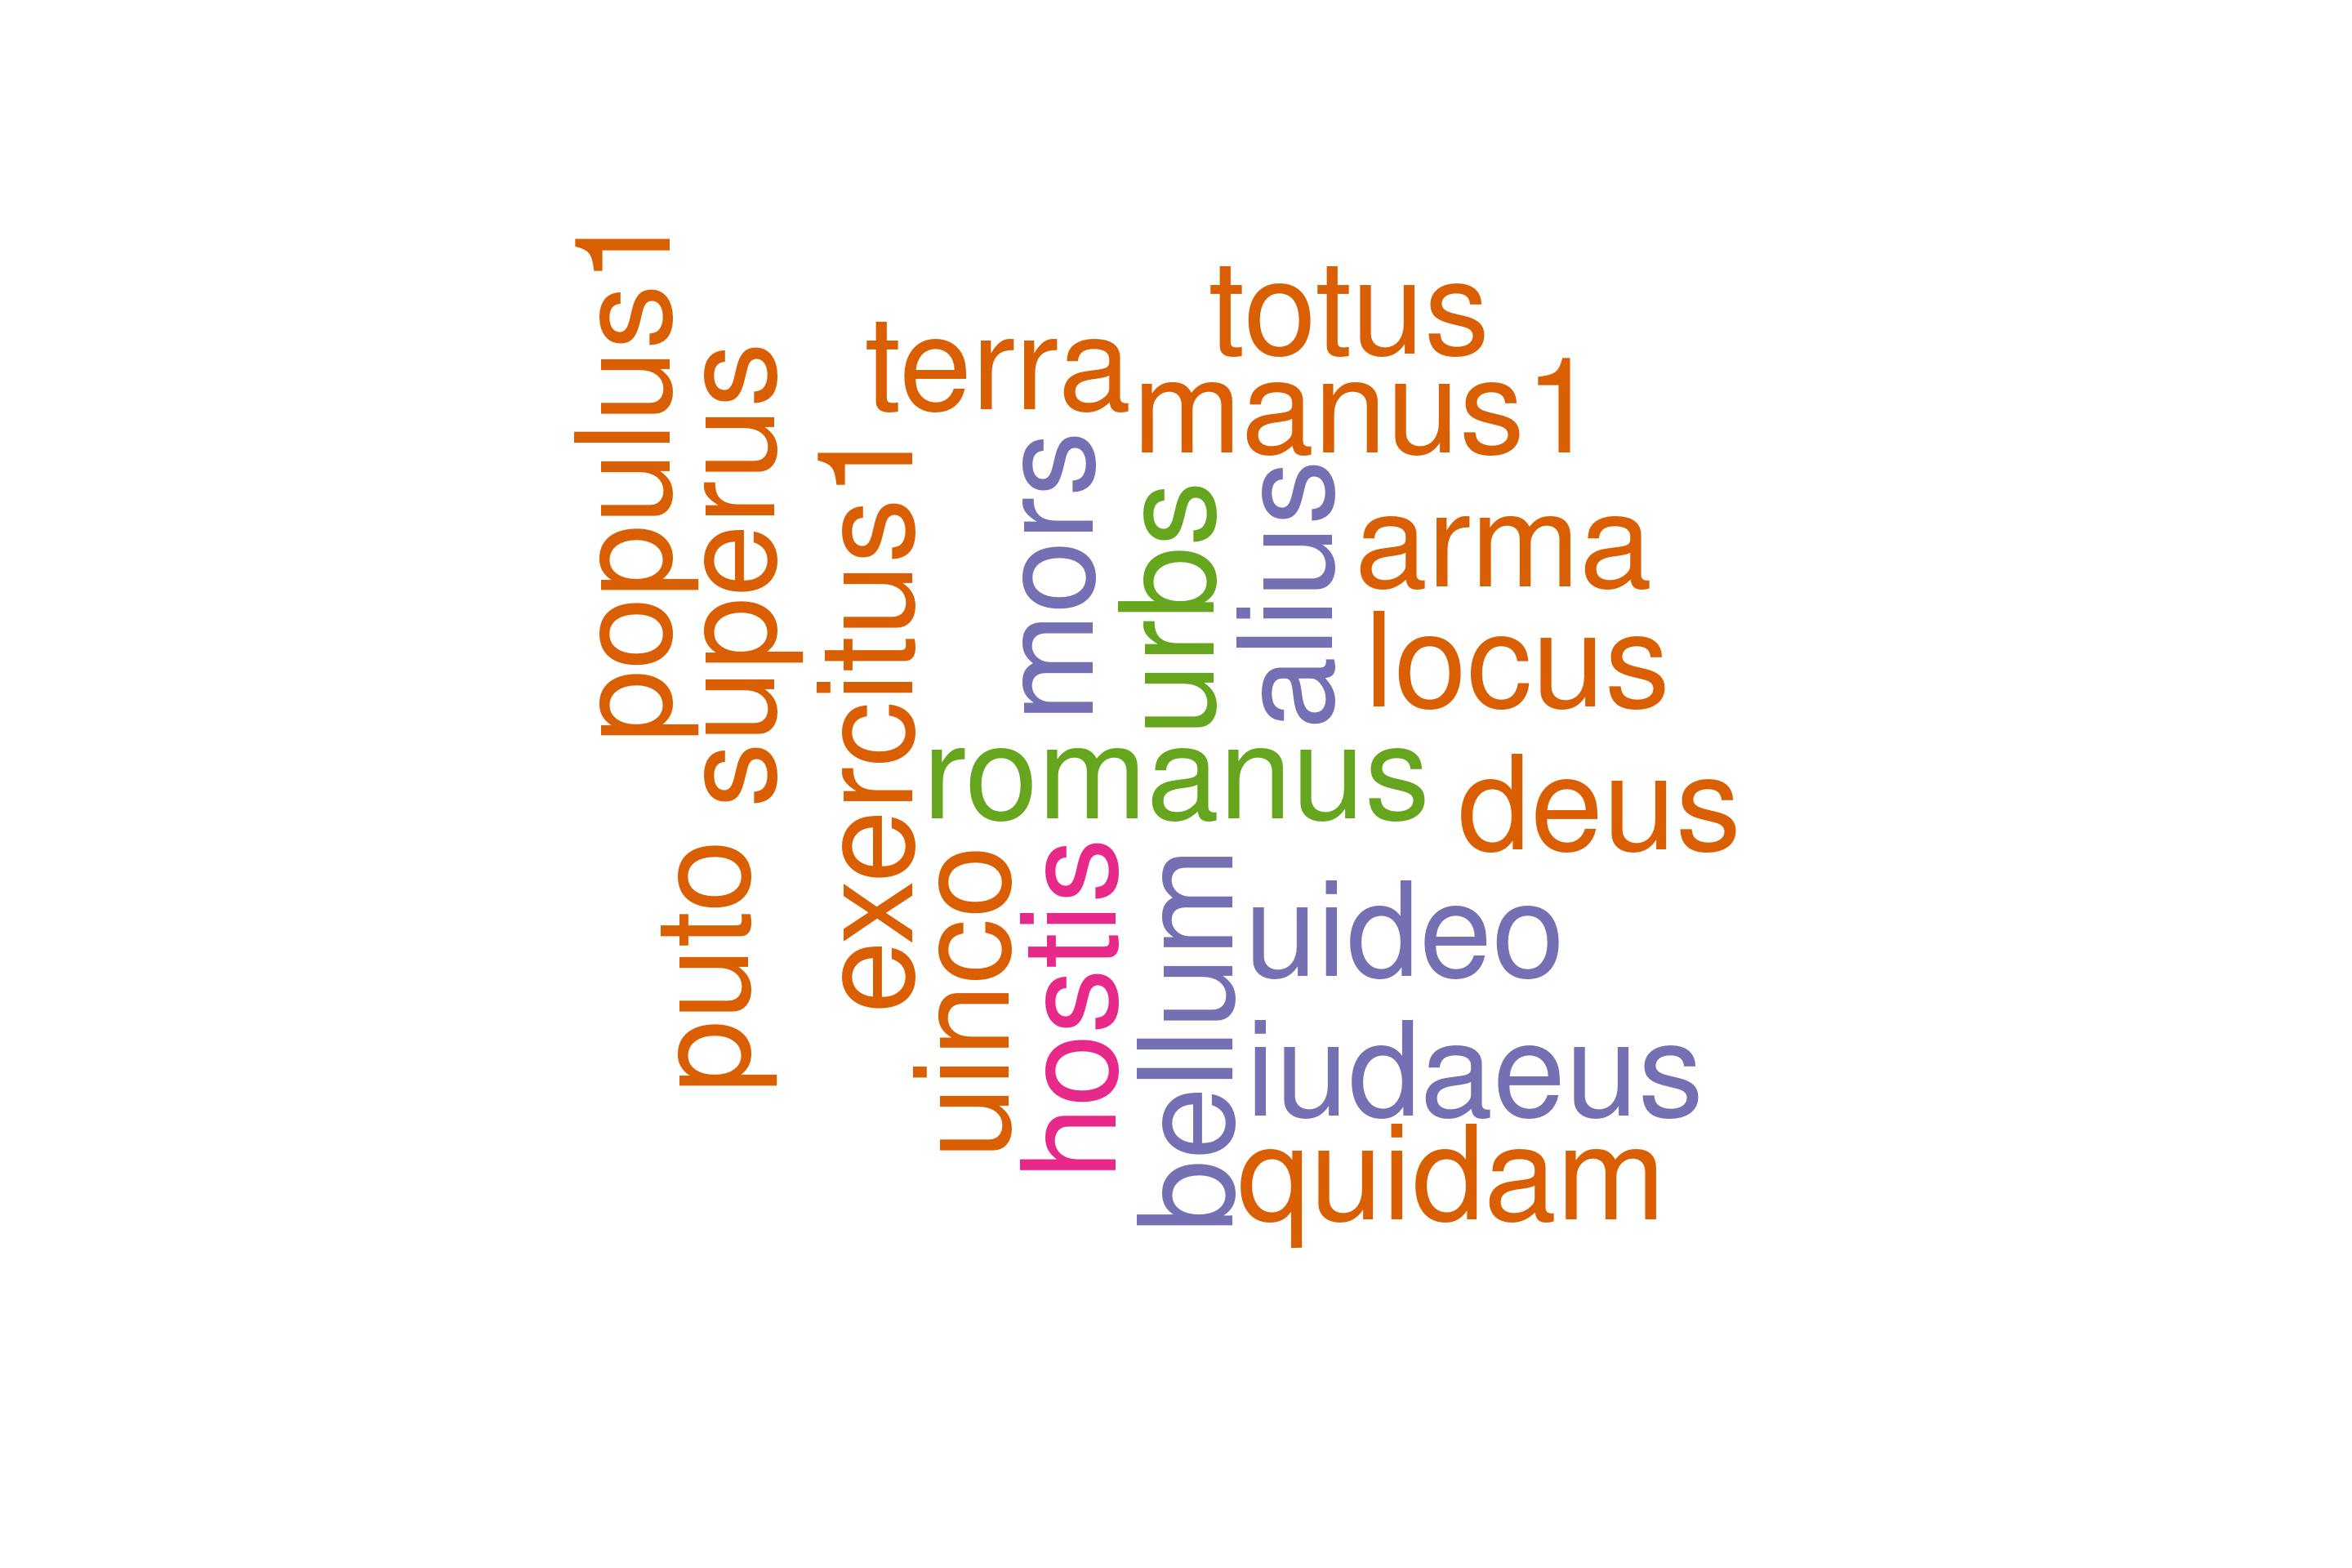 populus1
superus
puto
exercitus1
terra
totus
manus1
mors
urbs
alius
arma
locus
romanus
deus
uinco
hostis
bellum
uideo
iudaeus
quidam